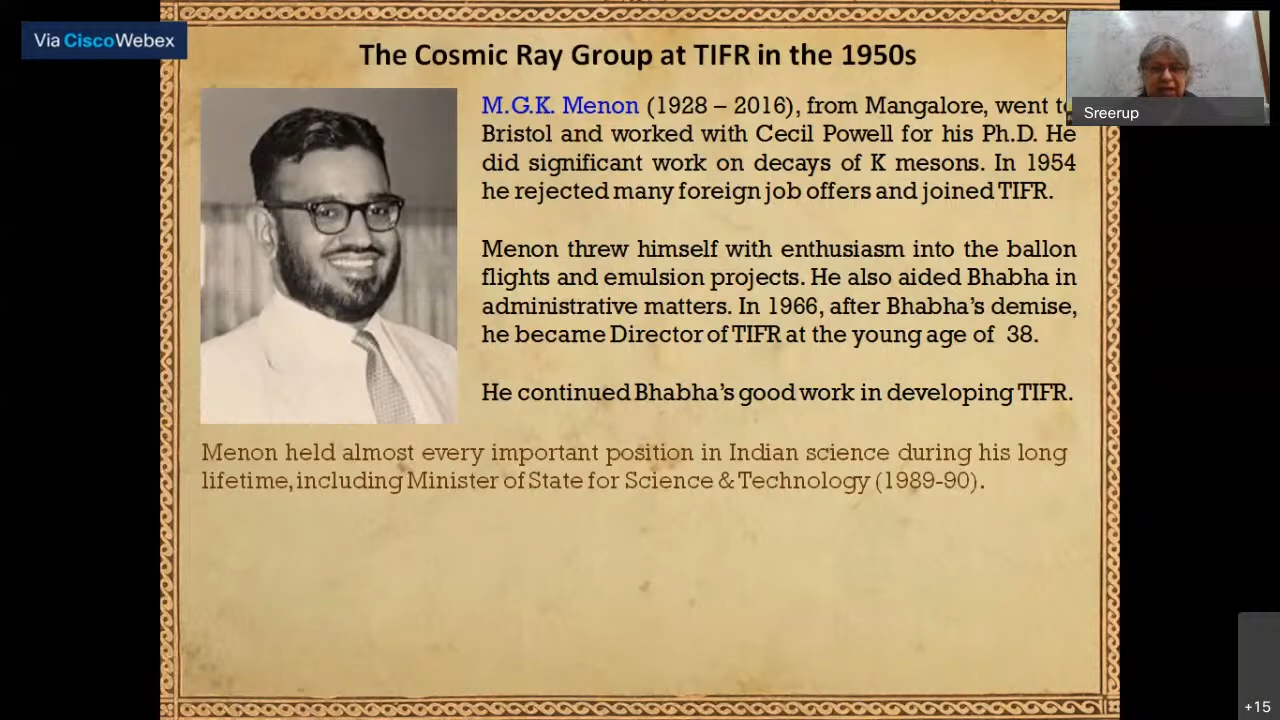 Via Cisco Webex
The Cosmic Ray Group at TIFR in the 1950s
Sreerup
M.G.K. Menon (1928 – 2016), from Mangalore, went to
Bristol and worked with Cecil Powell for his Ph.D. He
did significant work on decays of K mesons. In 1954
he rejected many foreign job offers and joined TIFR.
Menon threw himself with enthusiasm into the ballon
flights and emulsion projects. He also aided Bhabha in
administrative matters. In 1966, after Bhabha's demise,
he became Director of TIFR at the young age of 38.
He continued Bhabha's good work in developing TIFR.
Menon held almost every important position in Indian science during his long
lifetime, including Minister of State for Science & Technology (1989-90).
+15